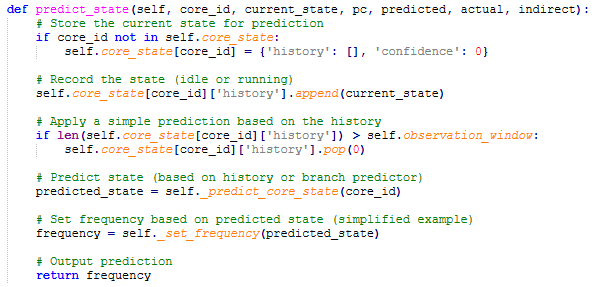 def predict_state(self, core_id, current_state, pc, predicted, actual, indirect):
    # Store the current state for prediction
    if core_id not in self.core_state:
        self.core_state[core_id] = {'history': [], 'confidence': 0}

    # Record the state (idle or running)
    self.core_state[core_id]['history'].append(current_state)

    # Apply a simple prediction based on the history
    if len(self.core_state[core_id]['history']) > self.observation_window:
        self.core_state[core_id]['history'].pop(0)

    # Predict state (based on history or branch predictor)
    predicted_state = self._predict_core_state(core_id)

    # Set frequency based on predicted state (simplified example)
    frequency = self._set_frequency(predicted_state)

    # Output prediction
    return frequency